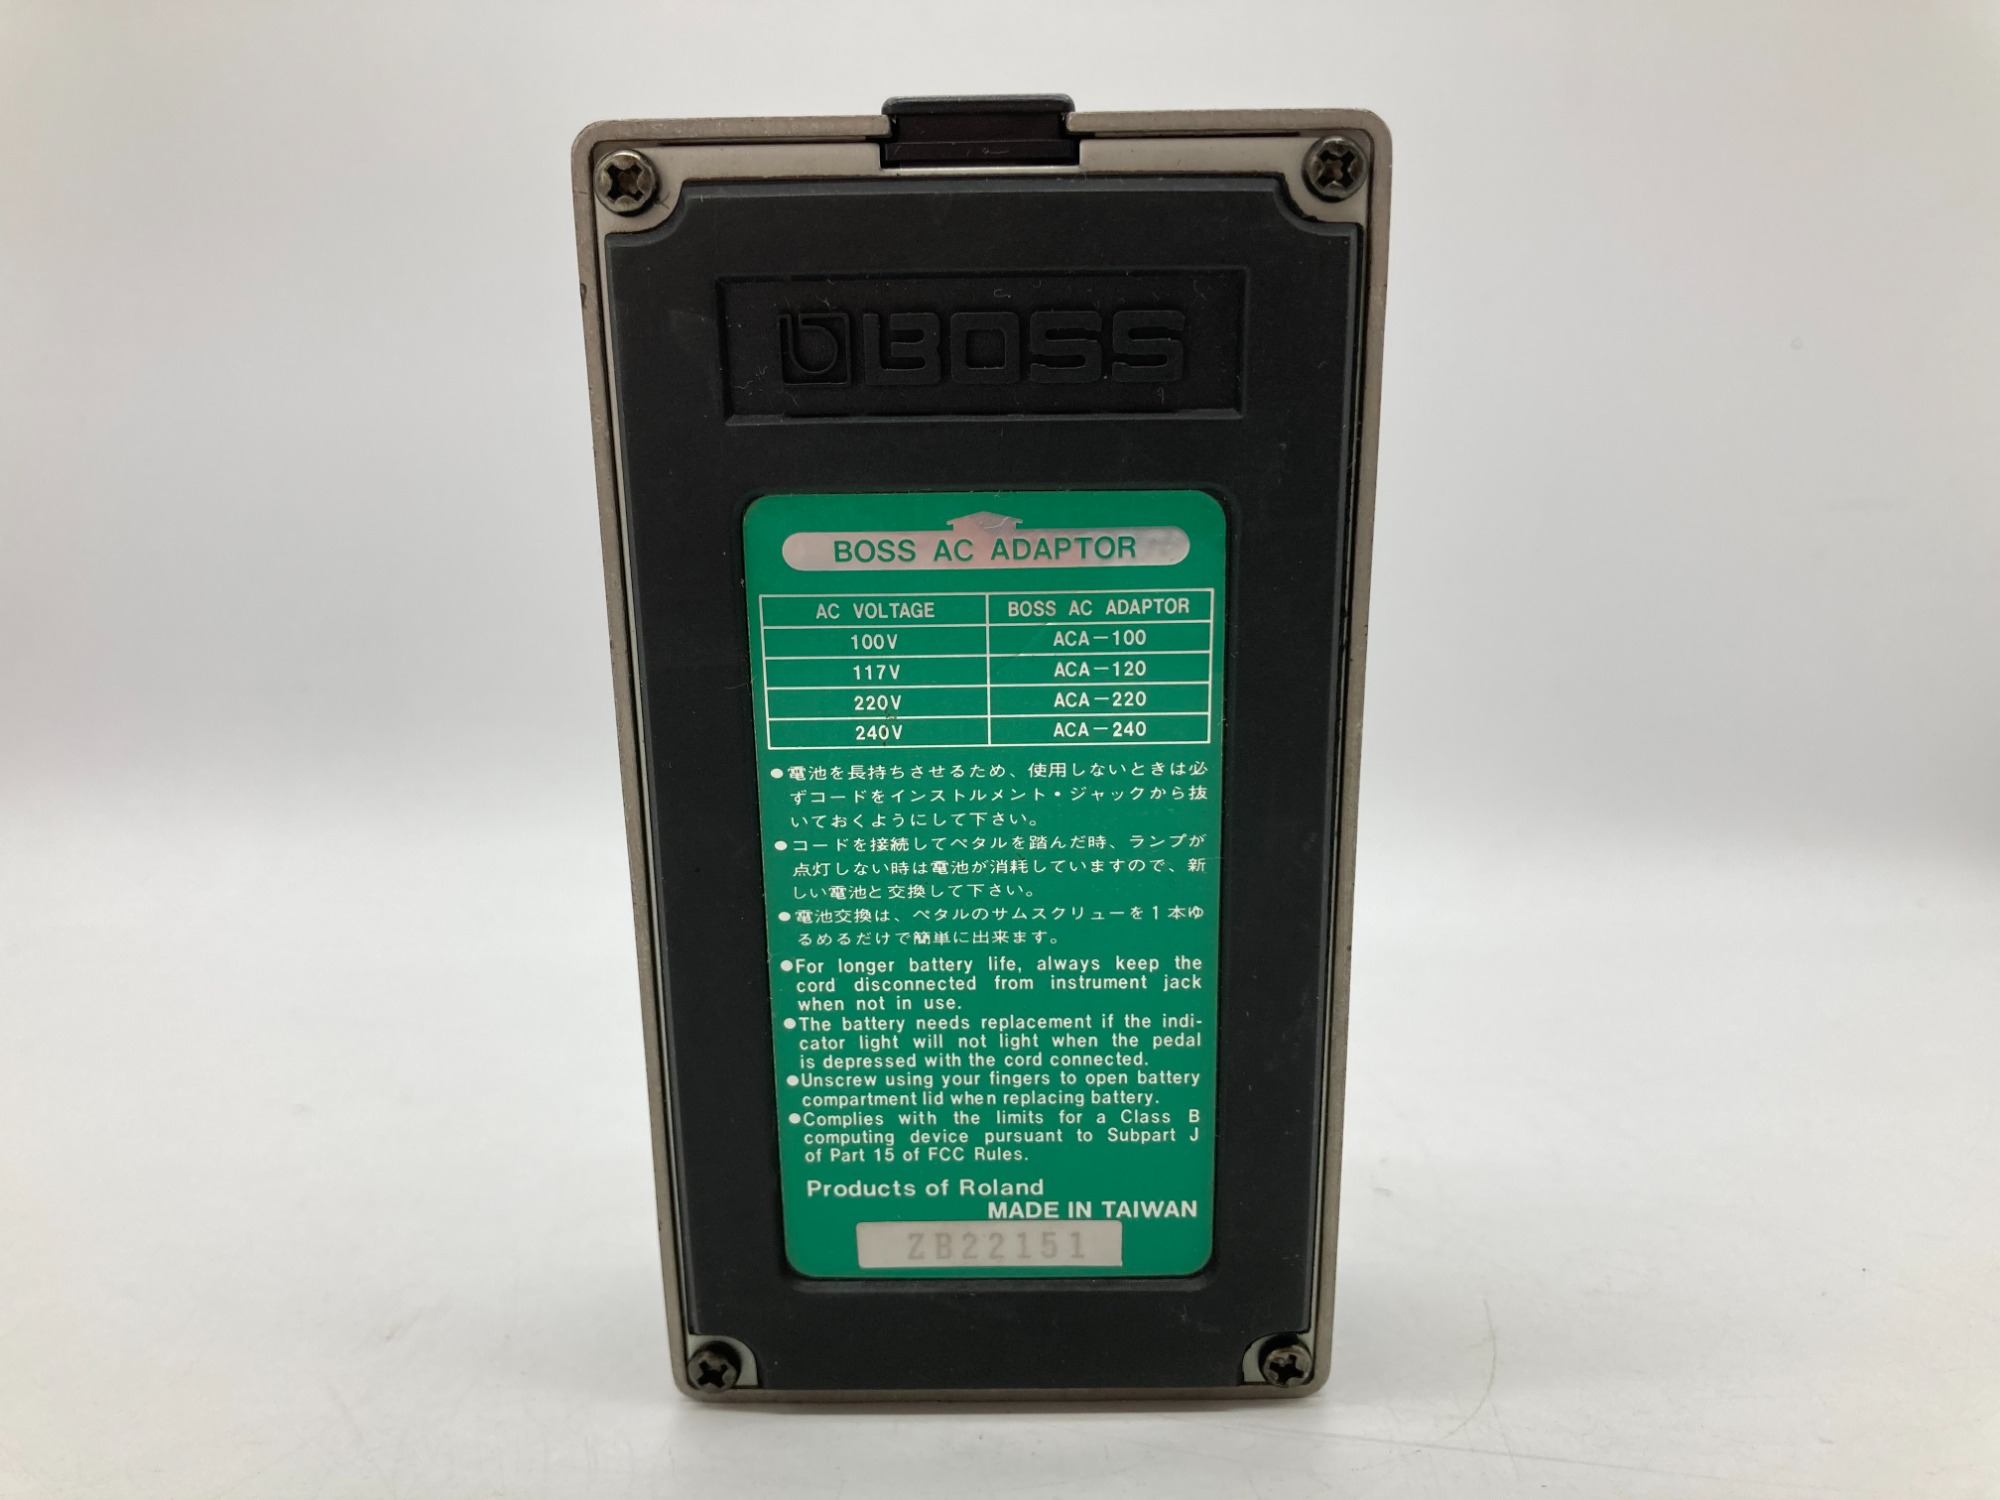 BOSS
BOSS AC ADAPTOR
AC VOLTAGE BOSS AC ADAPTOR
100V ACA-100
117V ACA-120
220V ACA-220
240V ACA-240
●電池を長持ちさせるため、使用しないときは必
ずコードをインストルメント・ジャックから抜
いておくようにして下さい。
●コードを接続してペタルを踏んだ時、ランプが
点灯しない時は電池が消耗していますので、新
しい電池と交換して下さい。
●電池交換は、ペタルのサムスクリューを1本ゆ
るめるだけで簡単に出来ます。
●For longer battery life, always keep the
cord disconnected from instrument jack
when not in use.
●The battery needs replacement if the indi-
cator light will not light when the pedal
is depressed with the cord connected.
●Unscrew using your fingers to open battery
compartment lid when replacing battery.
●Complies with the limits for a Class B
computing device pursuant to Subpart J
of Part 15 of FCC Rules.
Products of Roland
MADE IN TAIWAN
ZB22151